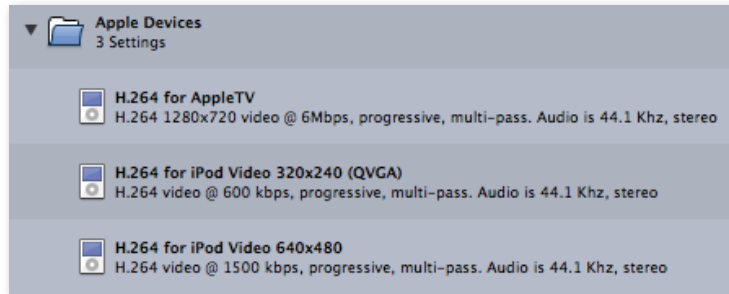 Apple Devices
3 Settings
H.264 for AppleTV
H.264 1280x720 video @ 6Mbps, progressive, multi-pass. Audio is 44.1 Khz, stereo
H.264 for iPod Video 320x240 (QVGA)
H.264 video @ 600 kbps, progressive, multi-pass. Audio is 44.1 Khz, stereo
H.264 for iPod Video 640x480
H.264 video @ 1500 kbps, progressive, multi-pass. Audio is 44.1 Khz, stereo